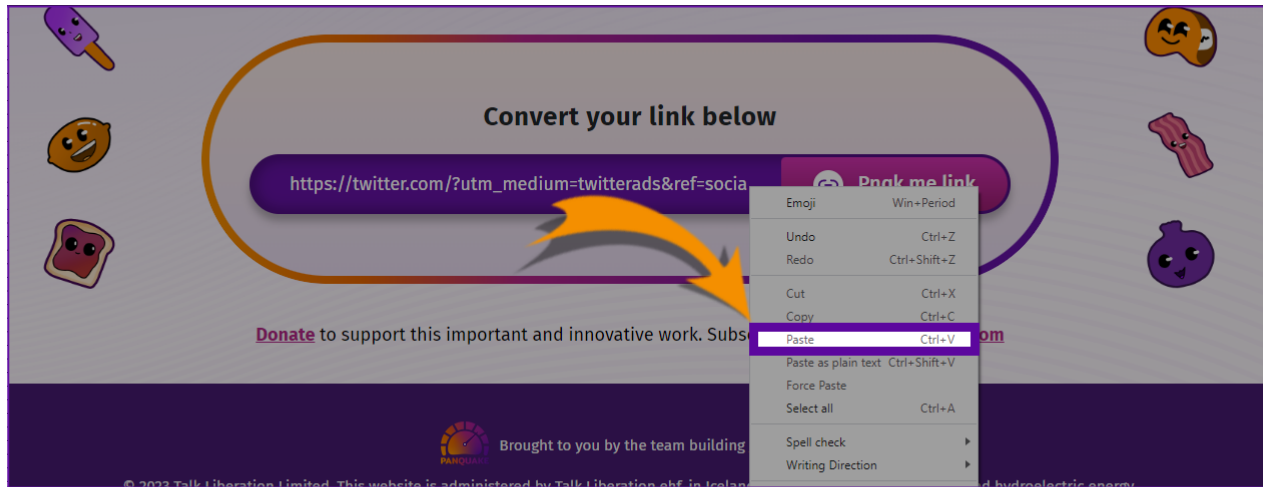 Convert your link below
https://twitter.com/?utm_medium=twitterads&ref=socia
Pnqk me link
Emoji Win+Period
Undo Ctrl+Z
Redo Ctrl+Shift+Z
Cut Ctrl+X
Copy Ctrl+C
Paste Ctrl+V
Paste as plain text Ctrl+Shift+V
Force Paste
Select all Ctrl+A
Spell check
Writing Direction
Donate to support this important and innovative work. Subs om
Brought to you by the team building
© 2023 Talk Liberation Limited. This website is administered by Talk Liberation ehf. in Icelan d hydroelectric energy